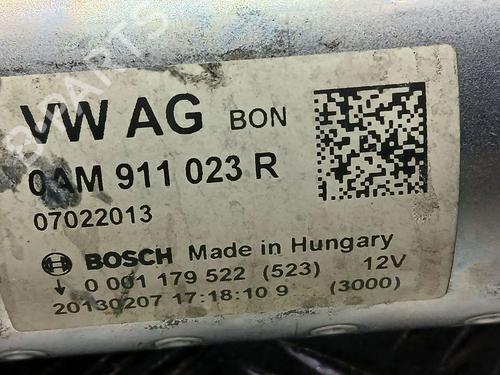 VW AG BON
0AM 911 023 R
07022013
BOSCH Made in Hungary
0 001 179 522 (523) 12V
20130207 17:18:10 9 (3000)